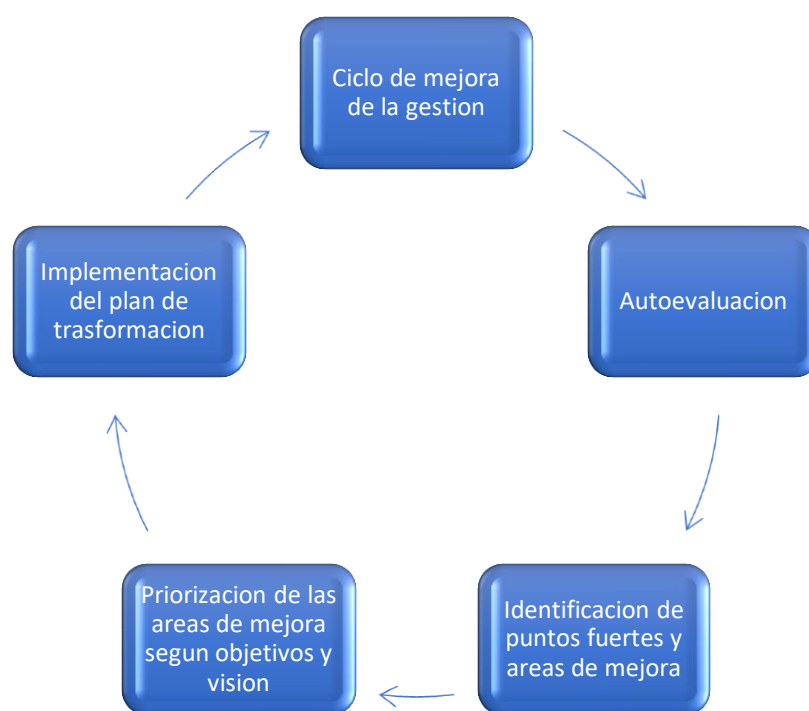 Ciclo de mejora
de la gestion
Autoevaluacion
Identificacion de
puntos fuertes y
areas de mejora
Priorizacion de las
areas de mejora
segun objetivos y
vision
Implementacion
del plan de
trasformacion